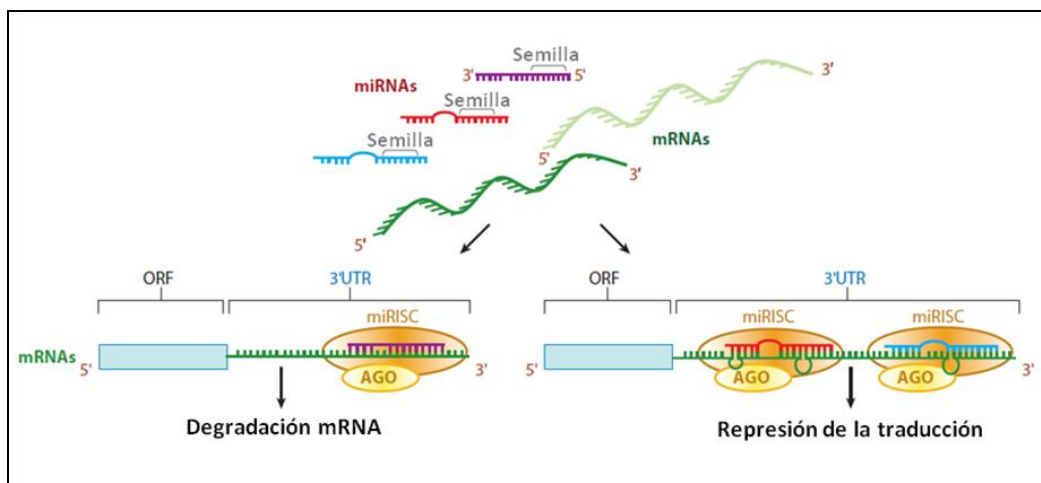 Semilla
3' 5'
miRNAs
Semilla
Semilla
3'
5'
mRNAs
3'
5'
ORF 3'UTR
miRISC
mRNAs 5' AGO 3'
Degradación mRNA
ORF 3'UTR
miRISC miRISC
5' AGO AGO 3'
Represión de la traducción